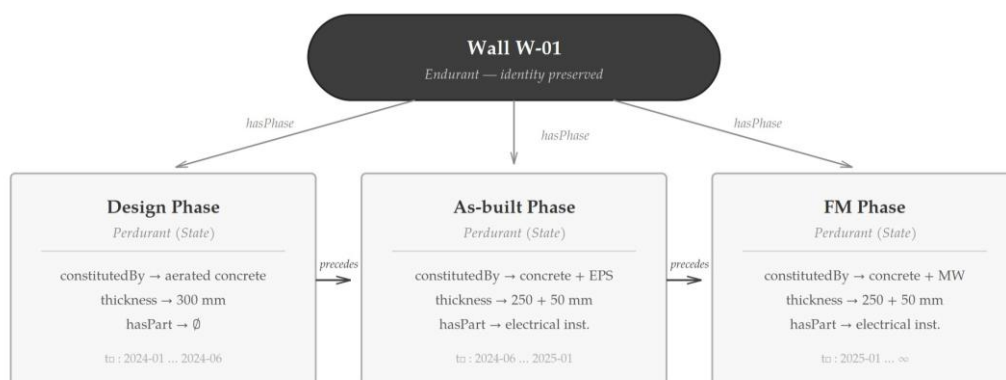 Wall W-01
Endurant — identity preserved
hasPhase
hasPhase
hasPhase
Design Phase
Perdurant (State)
constitutedBy → aerated concrete
thickness → 300 mm
hasPart → ∅
t□ : 2024-01 … 2024-06
precedes
As-built Phase
Perdurant (State)
constitutedBy → concrete + EPS
thickness → 250 + 50 mm
hasPart → electrical inst.
t□ : 2024-06 … 2025-01
precedes
FM Phase
Perdurant (State)
constitutedBy → concrete + MW
thickness → 250 + 50 mm
hasPart → electrical inst.
t□ : 2025-01 … ∞